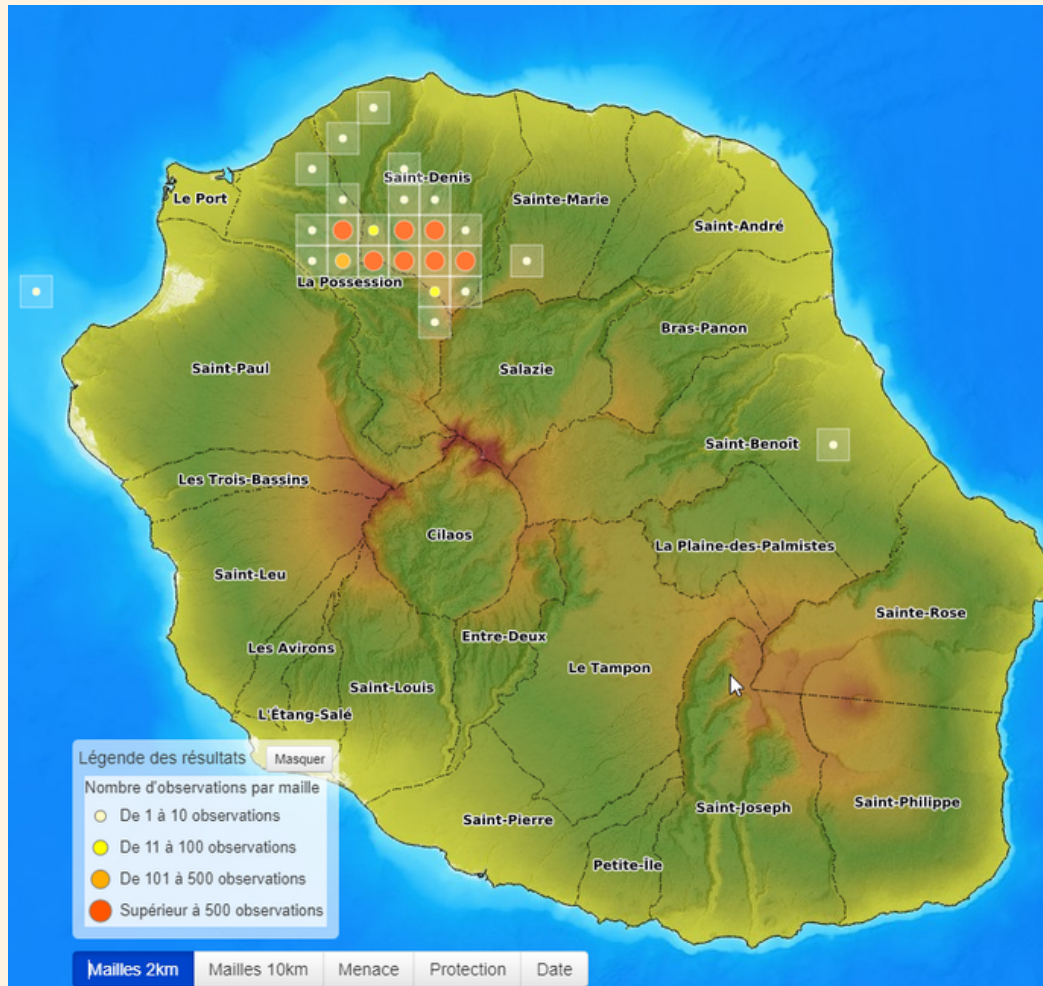 Saint-Denis
Le Port
Sainte-Marie
Saint-André
La Possession
Bras-Panon
Saint-Paul
Salazie
Saint-Benoît
Les Trois-Bassins
Cilaos
La Plaine-des-Palmistes
Saint-Leu
Sainte-Rose
Entre-Deux
Les Avirons
Le Tampon
Saint-Louis
L'Étang-Salé
Saint-Joseph
Saint-Philippe
Saint-Pierre
Petite-Île
Légende des résultats Masquer
Nombre d'observations par maille
De 1 à 10 observations
De 11 à 100 observations
De 101 à 500 observations
Supérieur à 500 observations
Mailles 2km Mailles 10km Menace Protection Date